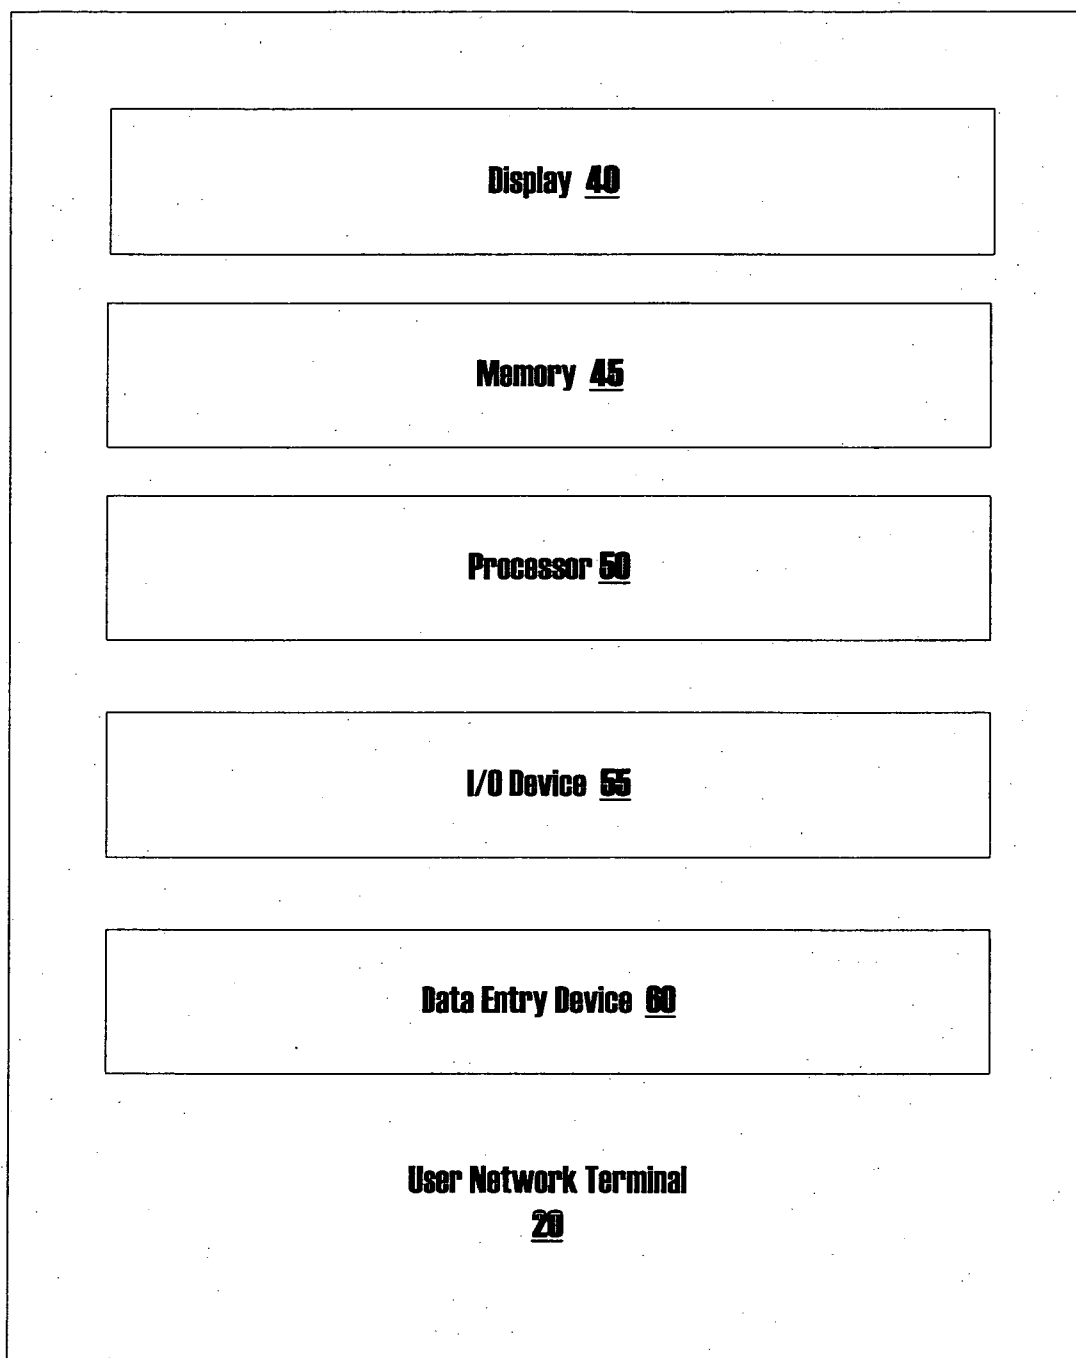 Display 40
Memory 45
Processor 50
I/O Device 55
Data Entry Device 60
User Network Terminal
20